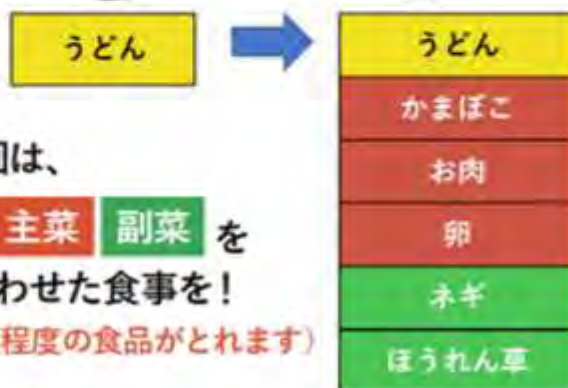 うどん
うどん
かまぼこ
お肉
卵
ネギ
ほうれん草
回は、
主菜 副菜 を
わせた食事を！
程度の食品がとれます）